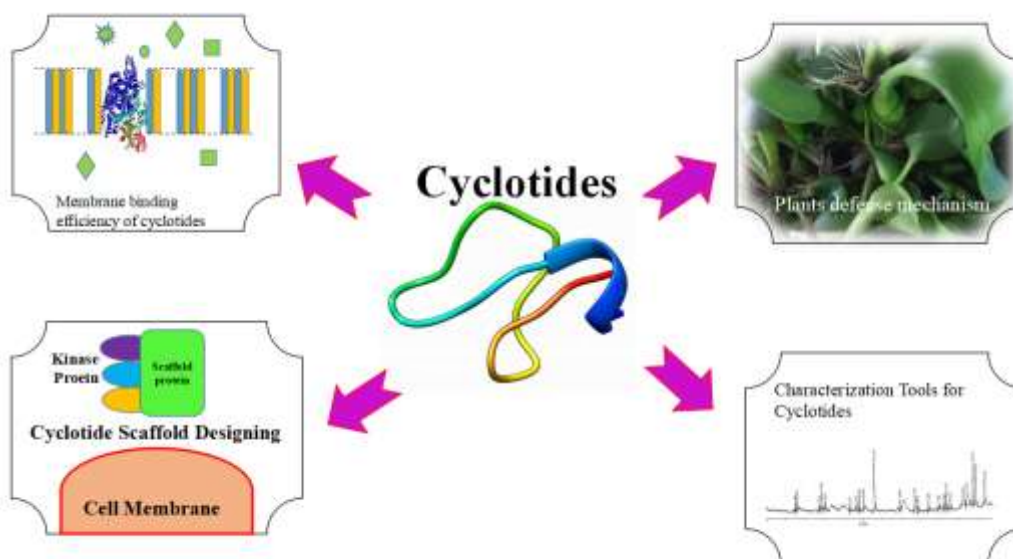 Cyclotides
Membrane binding
efficiency of cyclotides
Plants defense mechanism
Kinase
Proein
Scaffold
protein
Cyclotide Scaffold Designing
Cell Membrane
Characterization Tools for
Cyclotides